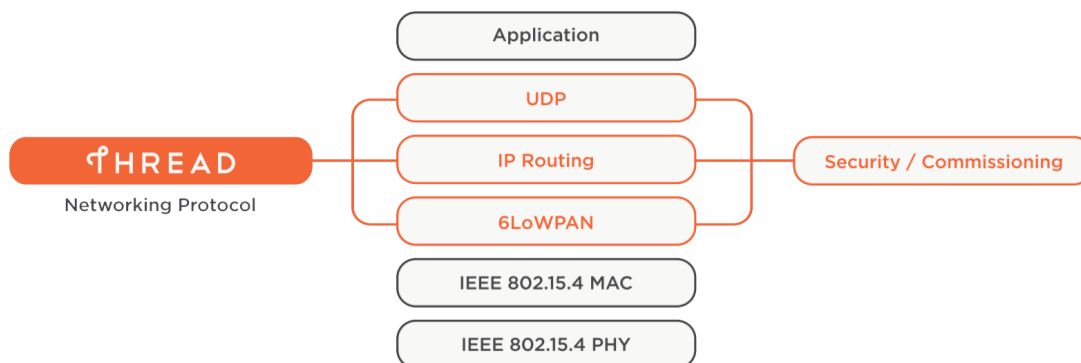 Application
UDP
THREAD
IP Routing
Security / Commissioning
Networking Protocol
6LoWPAN
IEEE 802.15.4 MAC
IEEE 802.15.4 PHY